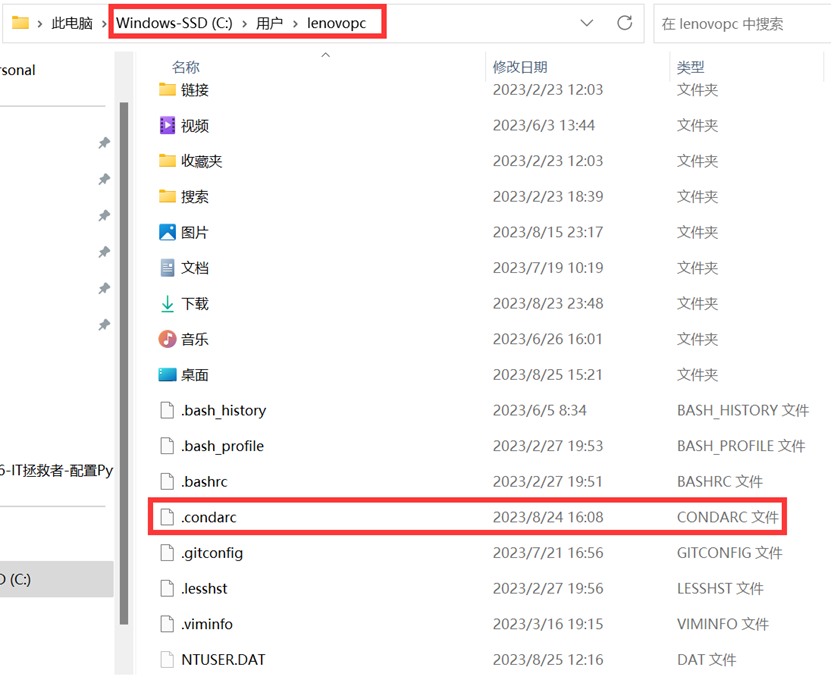 此电脑 Windows-SSD (C:) 用户 lenovopc 在 lenovopc 中搜索
名称 修改日期 类型
rsonal
链接 2023/2/23 12:03 文件夹
视频 2023/6/3 13:44 文件夹
收藏夹 2023/2/23 12:03 文件夹
搜索 2023/2/23 18:39 文件夹
图片 2023/8/15 23:17 文件夹
文档 2023/7/19 10:19 文件夹
下载 2023/8/23 23:48 文件夹
音乐 2023/6/26 16:01 文件夹
桌面 2023/8/25 15:21 文件夹
.bash_history 2023/6/5 8:34 BASH_HISTORY 文件
.bash_profile 2023/2/27 19:53 BASH_PROFILE 文件
6-IT拯救者-配置Py
.bashrc 2023/2/27 19:51 BASHRC 文件
.condarc 2023/8/24 16:08 CONDARC 文件
.gitconfig 2023/7/21 16:56 GITCONFIG 文件
D (C:)
.lesshst 2023/2/27 19:56 LESSHST 文件
.viminfo 2023/3/16 19:15 VIMINFO 文件
NTUSER.DAT 2023/8/25 12:16 DAT 文件